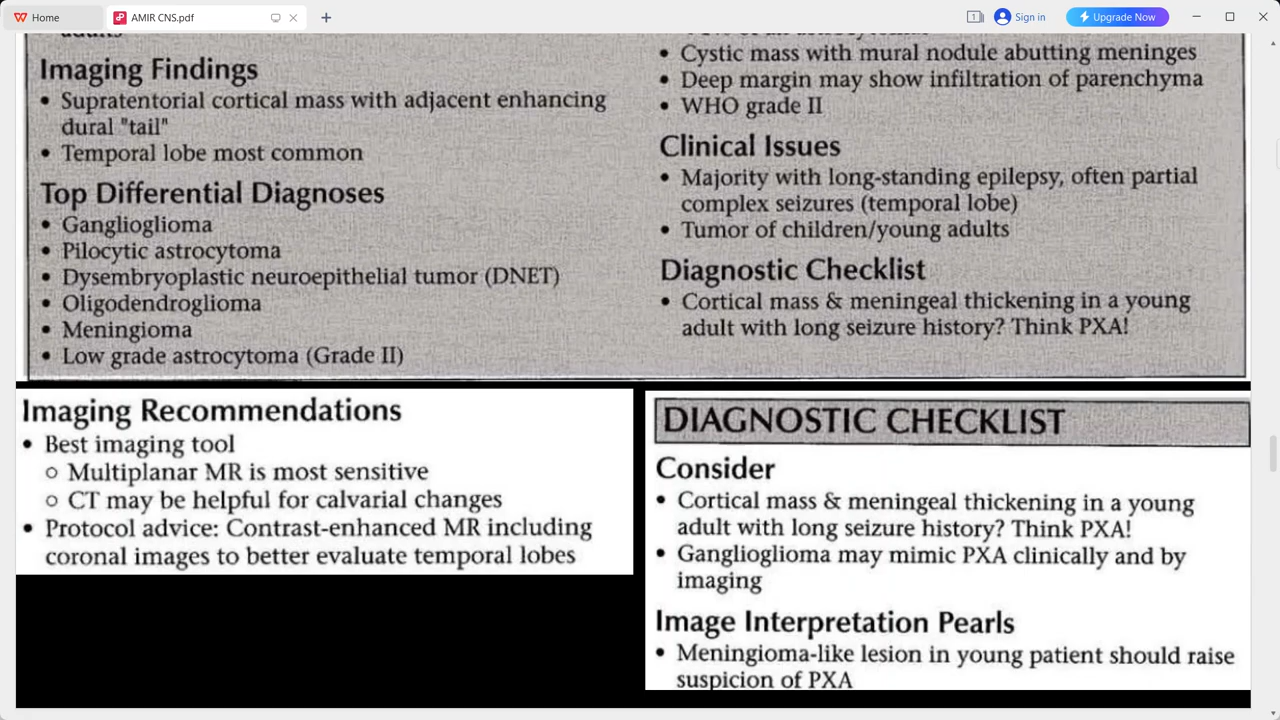 Home
AMIR CNS.pdf
1
Sign in
Upgrade Now
adults
Imaging Findings
• Supratentorial cortical mass with adjacent enhancing
dural "tail"
• Temporal lobe most common
Top Differential Diagnoses
• Ganglioglioma
• Pilocytic astrocytoma
• Dysembryoplastic neuroepithelial tumor (DNET)
• Oligodendroglioma
• Meningioma
• Low grade astrocytoma (Grade II)
• Cystic mass with mural nodule abutting meninges
• Deep margin may show infiltration of parenchyma
• WHO grade II
Clinical Issues
• Majority with long-standing epilepsy, often partial
complex seizures (temporal lobe)
• Tumor of children/young adults
Diagnostic Checklist
• Cortical mass & meningeal thickening in a young
adult with long seizure history? Think PXA!
Imaging Recommendations
• Best imaging tool
o Multiplanar MR is most sensitive
o CT may be helpful for calvarial changes
• Protocol advice: Contrast-enhanced MR including
coronal images to better evaluate temporal lobes
DIAGNOSTIC CHECKLIST
Consider
• Cortical mass & meningeal thickening in a young
adult with long seizure history? Think PXA!
• Ganglioglioma may mimic PXA clinically and by
imaging
Image Interpretation Pearls
• Meningioma-like lesion in young patient should raise
suspicion of PXA